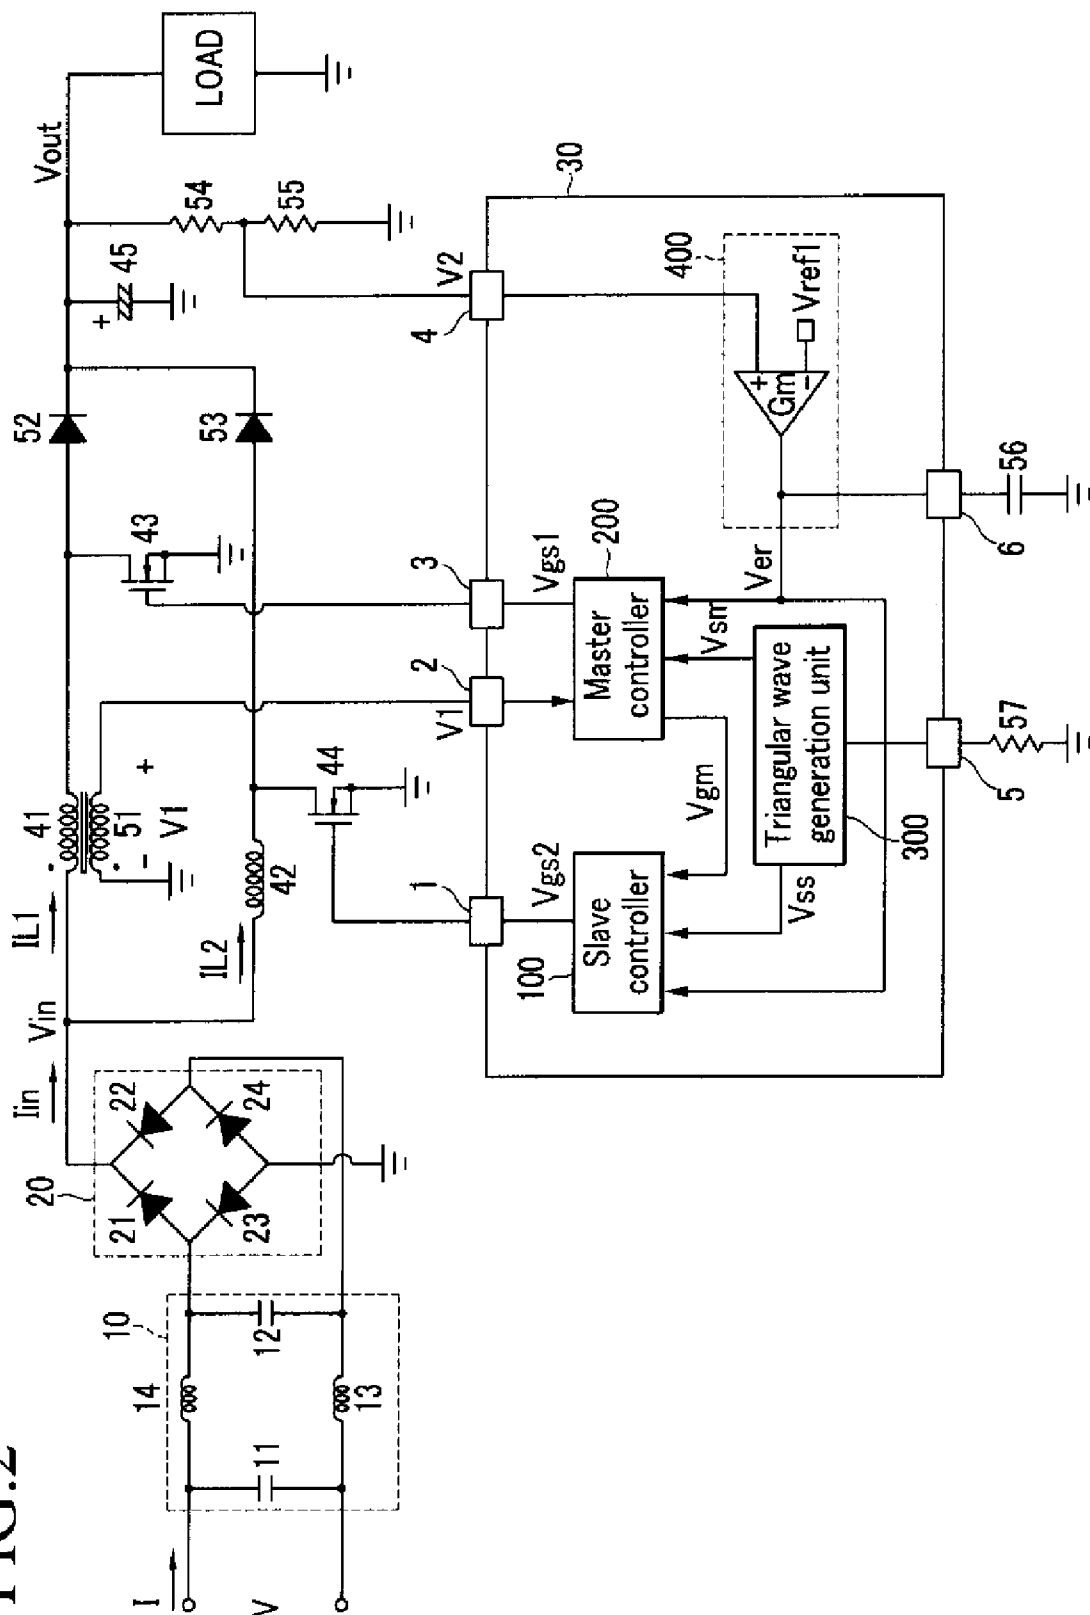 FIG.2
I
V
10
14
11
12
13
20
21
22
23
24
Iin
Vin
IL1
IL2
41
51
- V1 +
42
44
43
52
53
+
45
54
55
Vout
LOAD
1
2
V1
3
4
V2
30
Vgs2
100
Slave
controller
Vgm
Vgs1
200
Master
controller
Vss
Vsm
Ver
300
Triangular wave
generation unit
400
Gm
+
-
Vref1
5
57
6
56